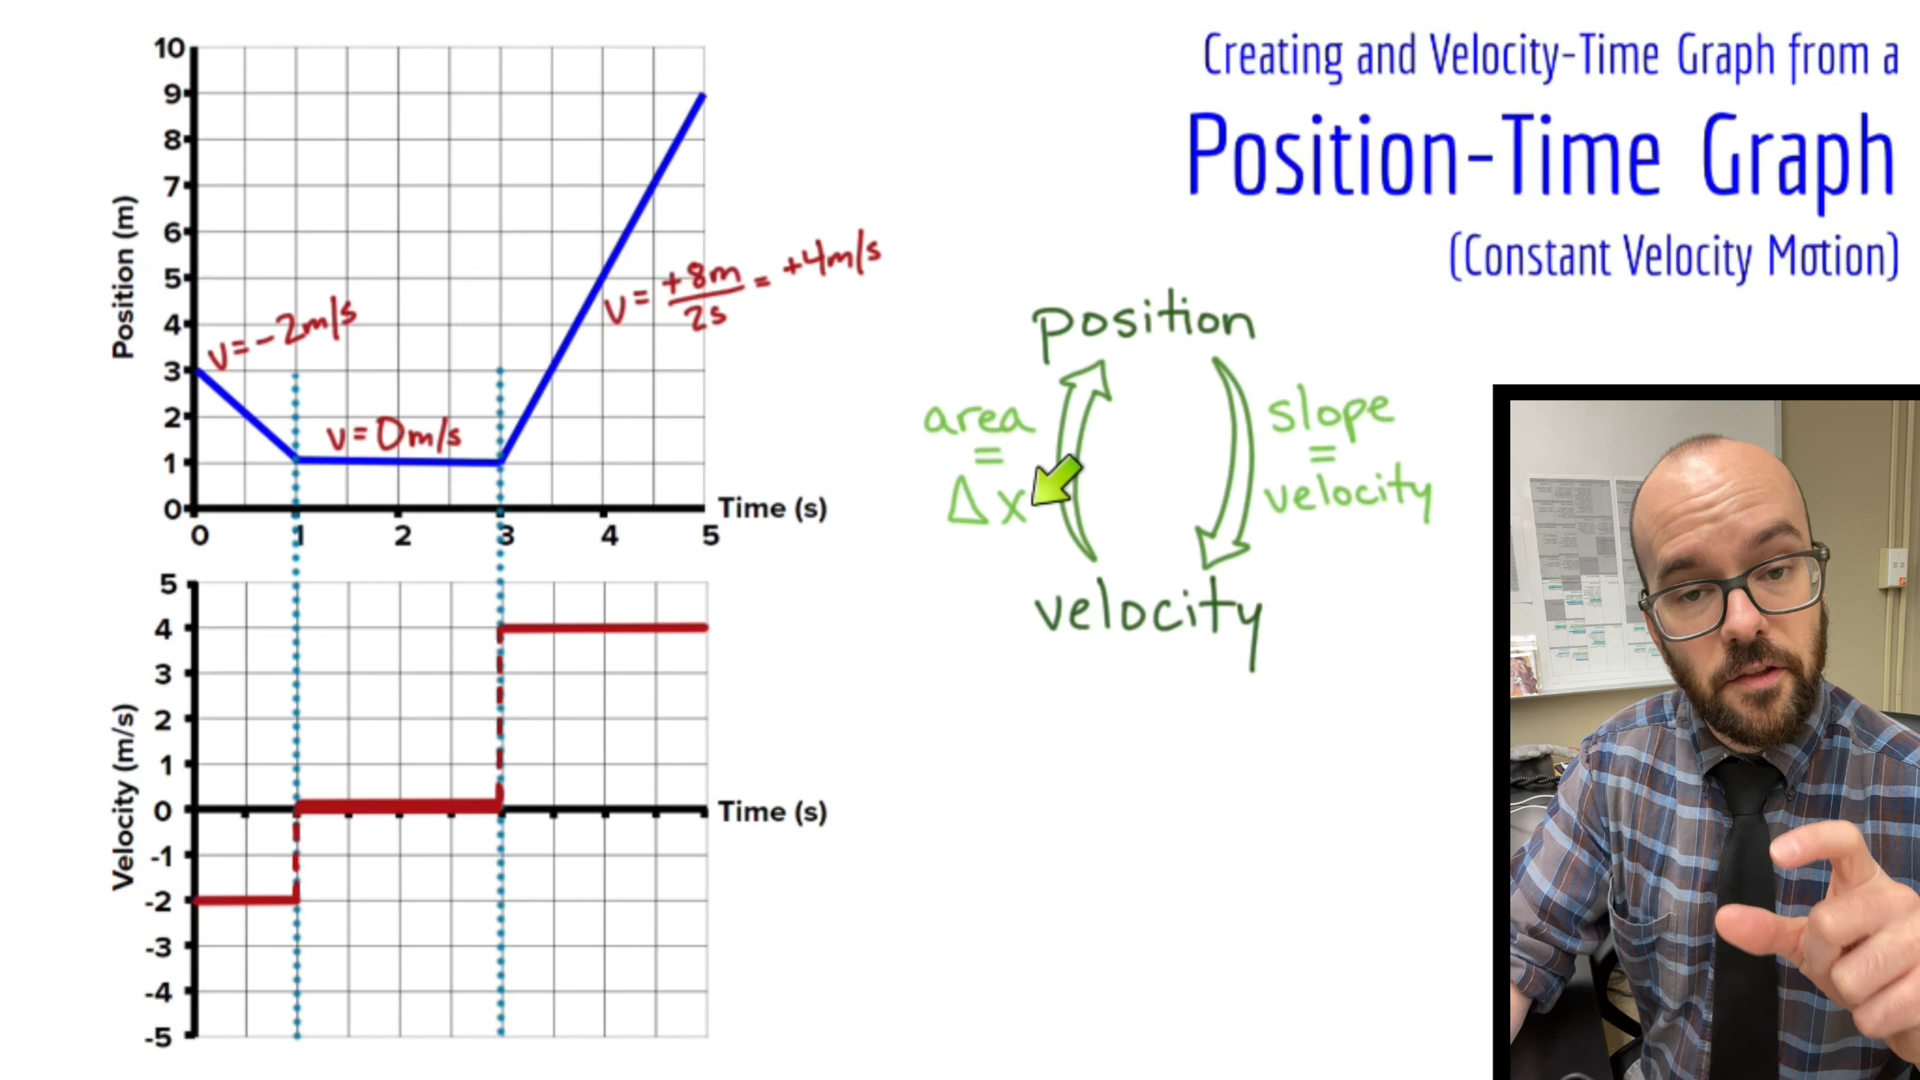 Creating and Velocity-Time Graph from a
Position-Time Graph
(Constant Velocity Motion)
10
9
8
7
6
5
4
3
2
1
0
Position (m)
0 1 2 3 4 5
Time (s)
v = -2m/s
v = 0m/s
v = +8m/2s = +4m/s
position
area
=
Δx
slope
=
velocity
velocity
5
4
3
2
1
0
-1
-2
-3
-4
-5
Velocity (m/s)
Time (s)